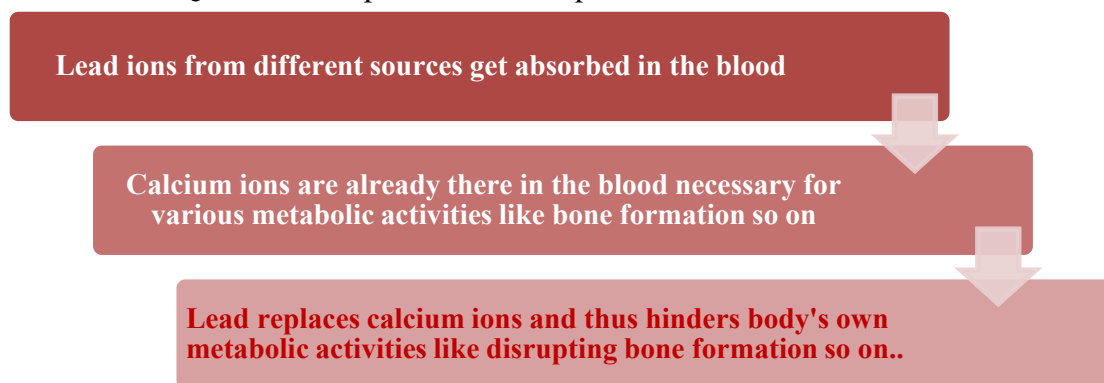 Lead ions from different sources get absorbed in the blood
Calcium ions are already there in the blood necessary for
various metabolic activities like bone formation so on
Lead replaces calcium ions and thus hinders body's own
metabolic activities like disrupting bone formation so on..